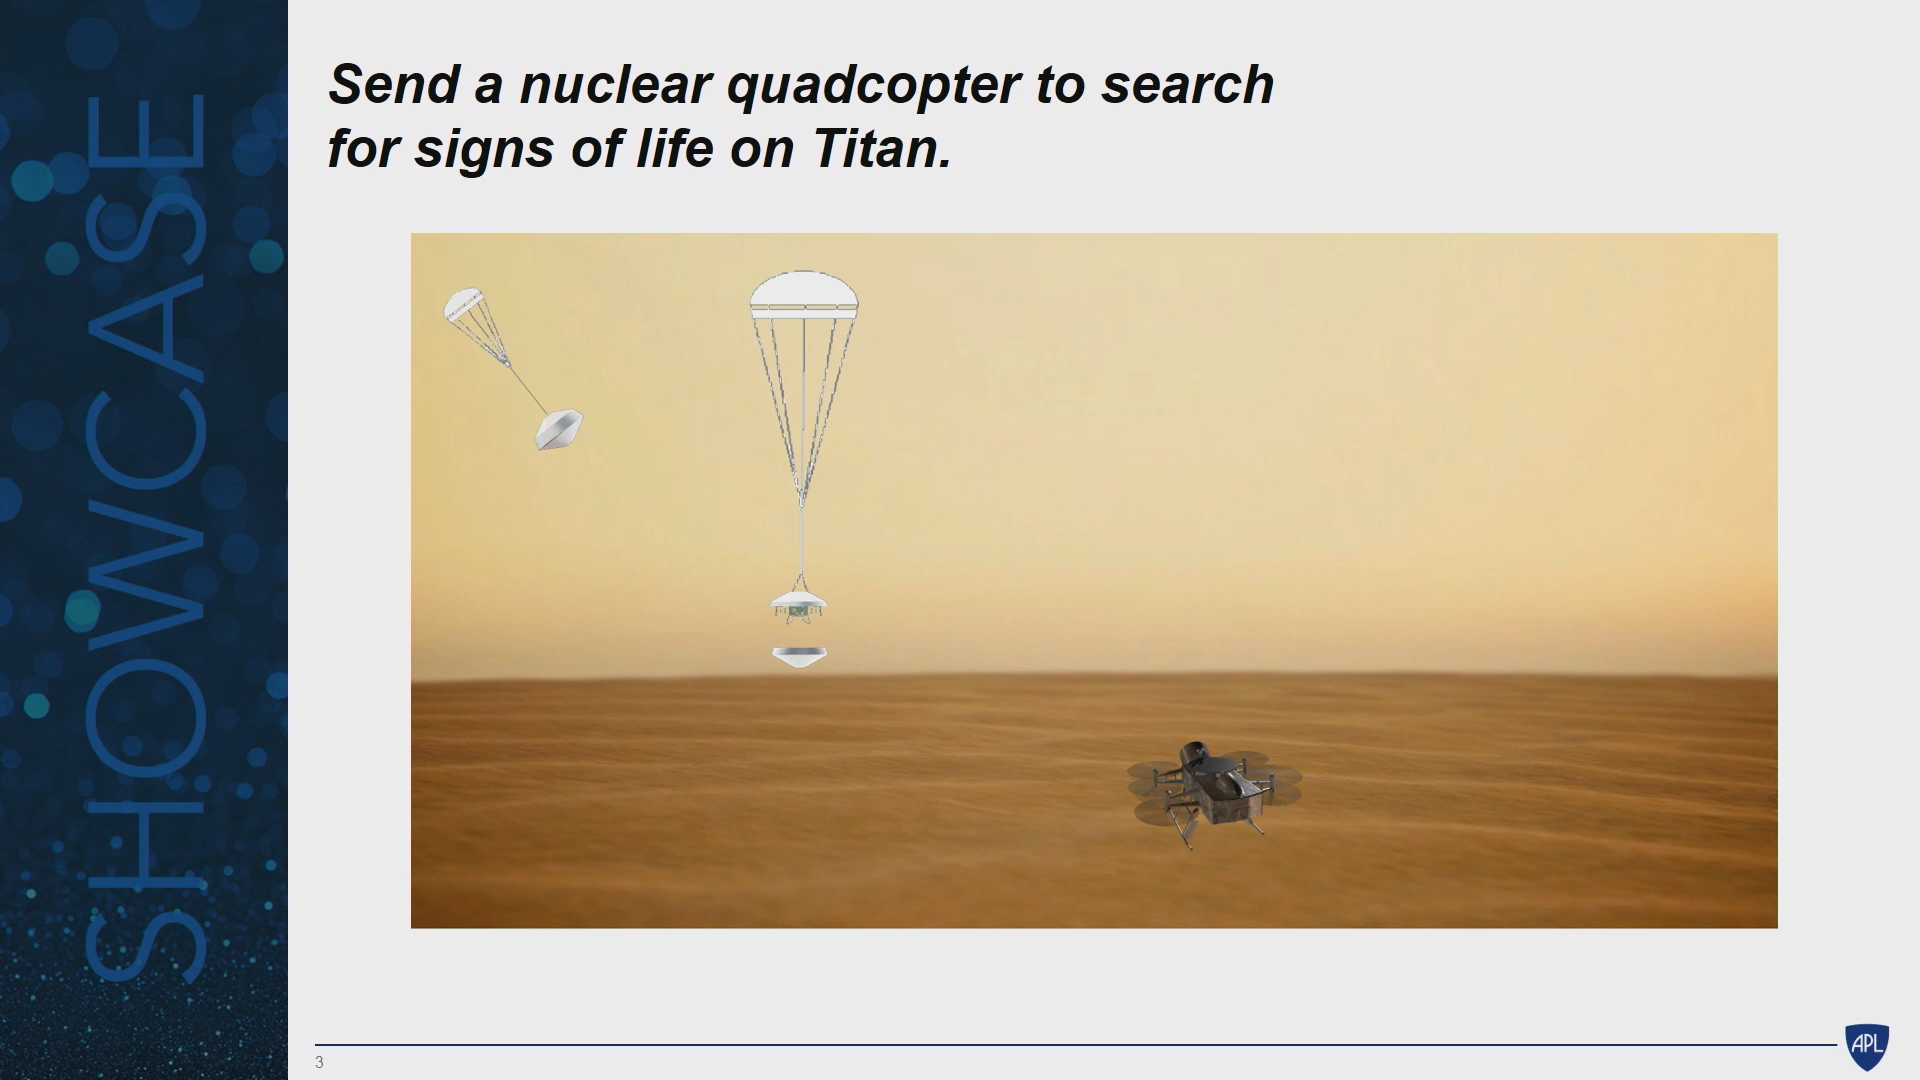 SHOWCASE
Send a nuclear quadcopter to search
for signs of life on Titan.
3
APL